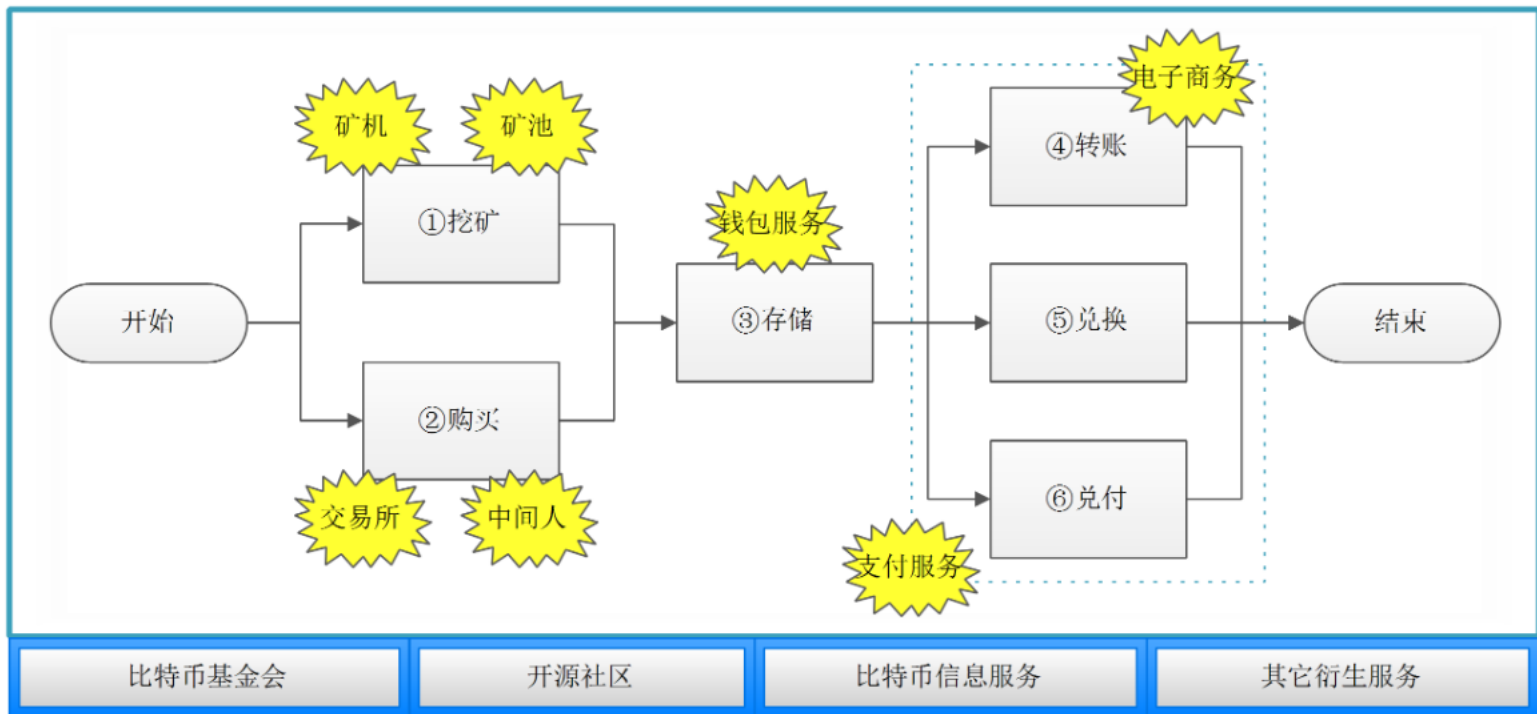 电子商务
矿机
矿池
④转账
①挖矿
钱包服务
开始
③存储
⑤兑换
结束
②购买
交易所
中间人
⑥兑付
支付服务
比特币基金会
开源社区
比特币信息服务
其它衍生服务